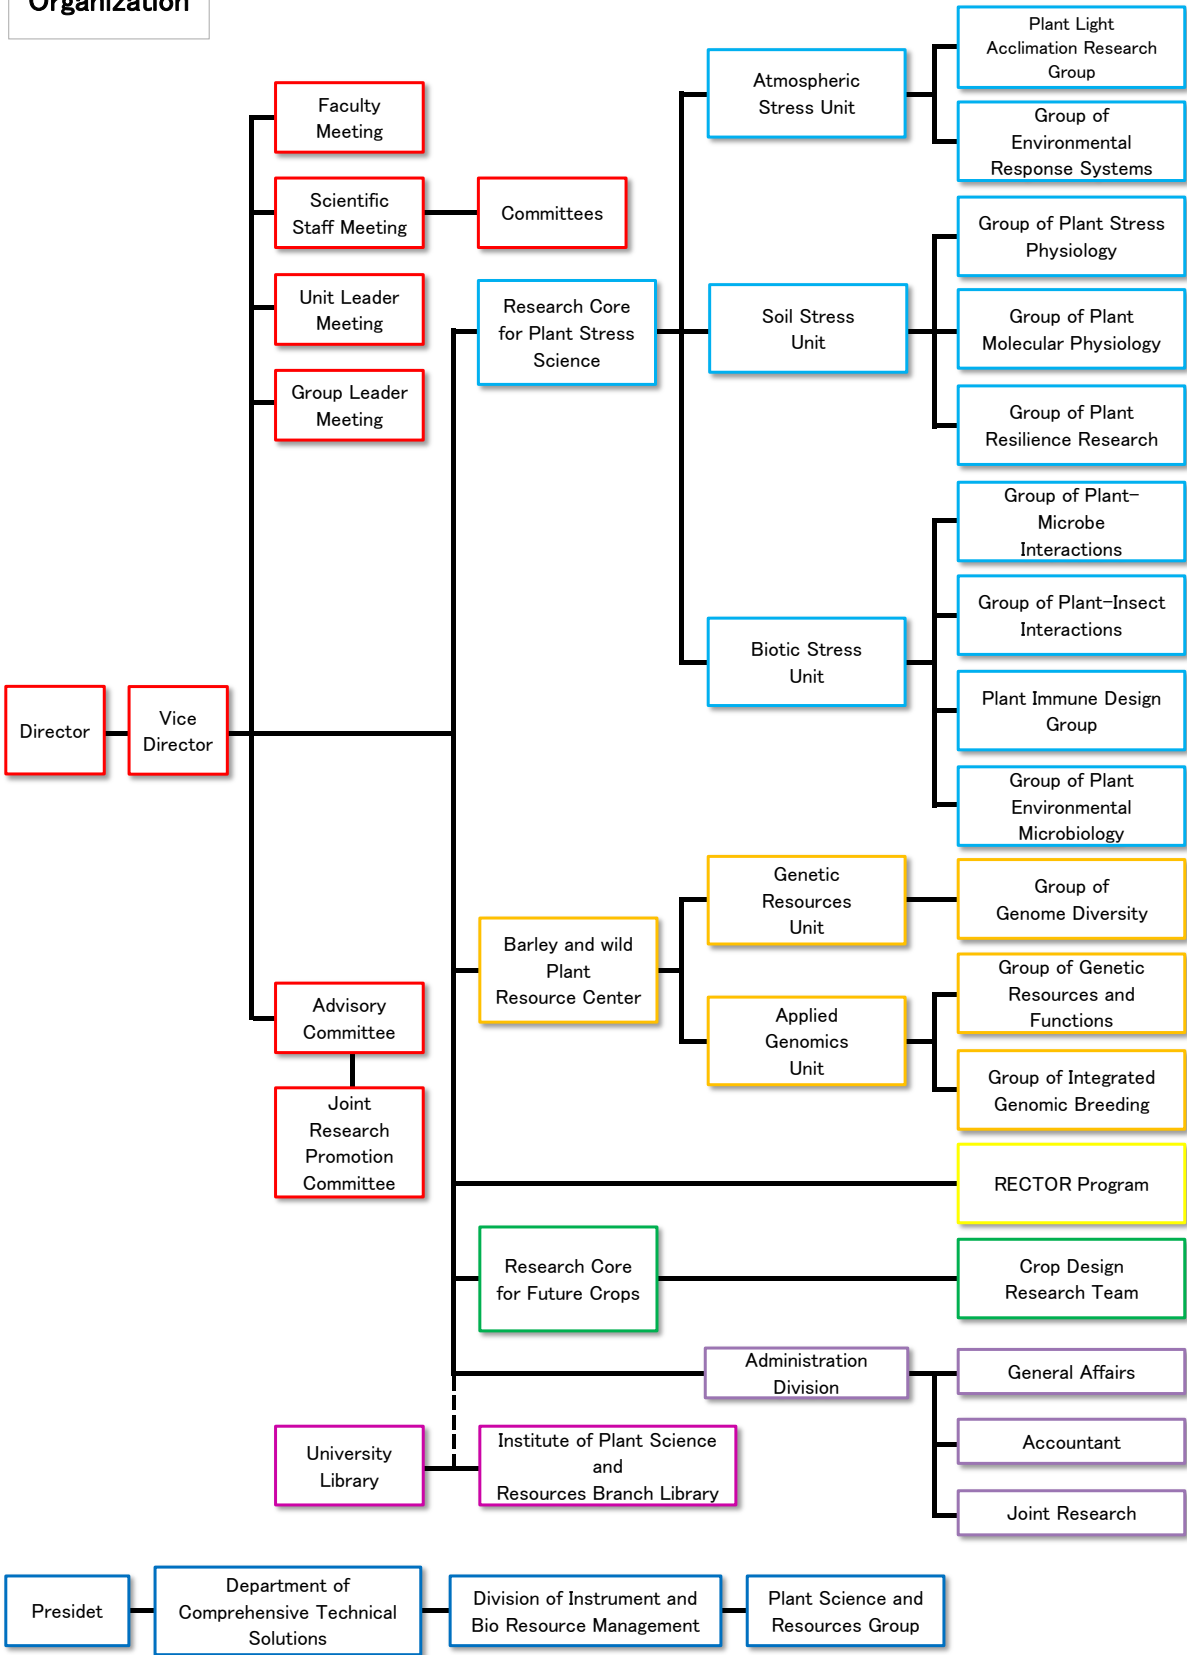 Organization
Faculty
Meeting
Scientific
Staff Meeting
Committees
Unit Leader
Meeting
Group Leader
Meeting
Director
Vice
Director
Advisory
Committee
Joint
Research
Promotion
Committee
Research Core
for Plant Stress
Science
Atmospheric
Stress Unit
Plant Light
Acclimation Research
Group
Group of
Environmental
Response Systems
Soil Stress
Unit
Group of Plant Stress
Physiology
Group of Plant
Molecular Physiology
Group of Plant
Resilience Research
Biotic Stress
Unit
Group of Plant-
Microbe
Interactions
Group of Plant-Insect
Interactions
Plant Immune Design
Group
Group of Plant
Environmental
Microbiology
Barley and wild
Plant
Resource Center
Genetic
Resources
Unit
Group of
Genome Diversity
Applied
Genomics
Unit
Group of Genetic
Resources and
Functions
Group of Integrated
Genomic Breeding
RECTOR Program
Research Core
for Future Crops
Crop Design
Research Team
Administration
Division
General Affairs
Accountant
Joint Research
University
Library
Institute of Plant Science
and
Resources Branch Library
Presidet
Department of
Comprehensive Technical
Solutions
Division of Instrument and
Bio Resource Management
Plant Science and
Resources Group